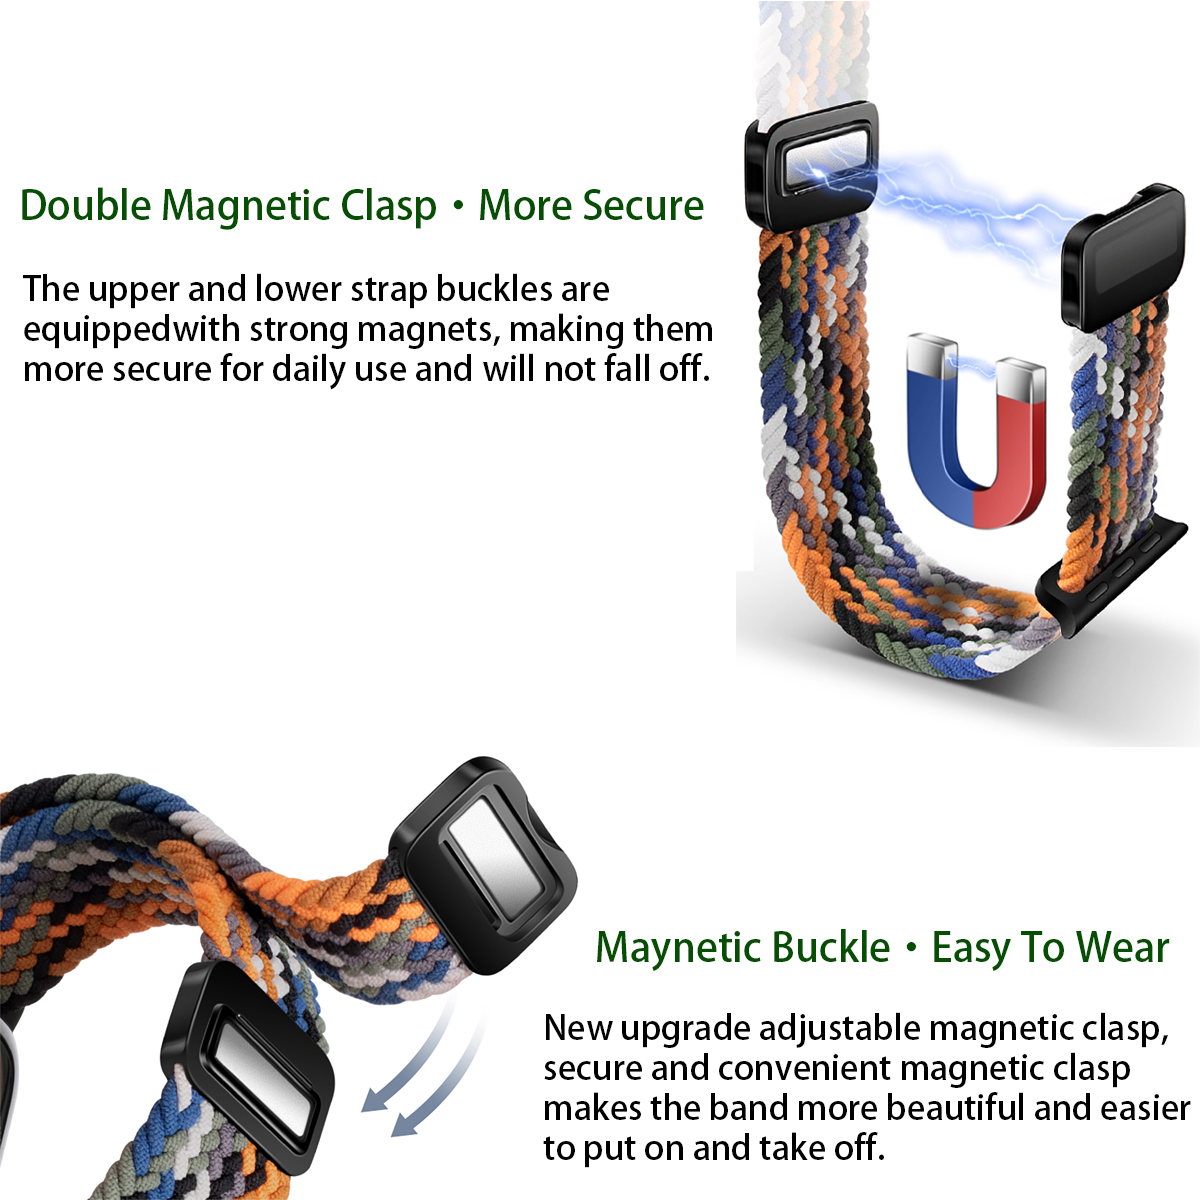 Double Magnetic Clasp・More Secure
The upper and lower strap buckles are
equippedwith strong magnets, making them
more secure for daily use and will not fall off.
Maynetic Buckle・Easy To Wear
New upgrade adjustable magnetic clasp,
secure and convenient magnetic clasp
makes the band more beautiful and easier
to put on and take off.